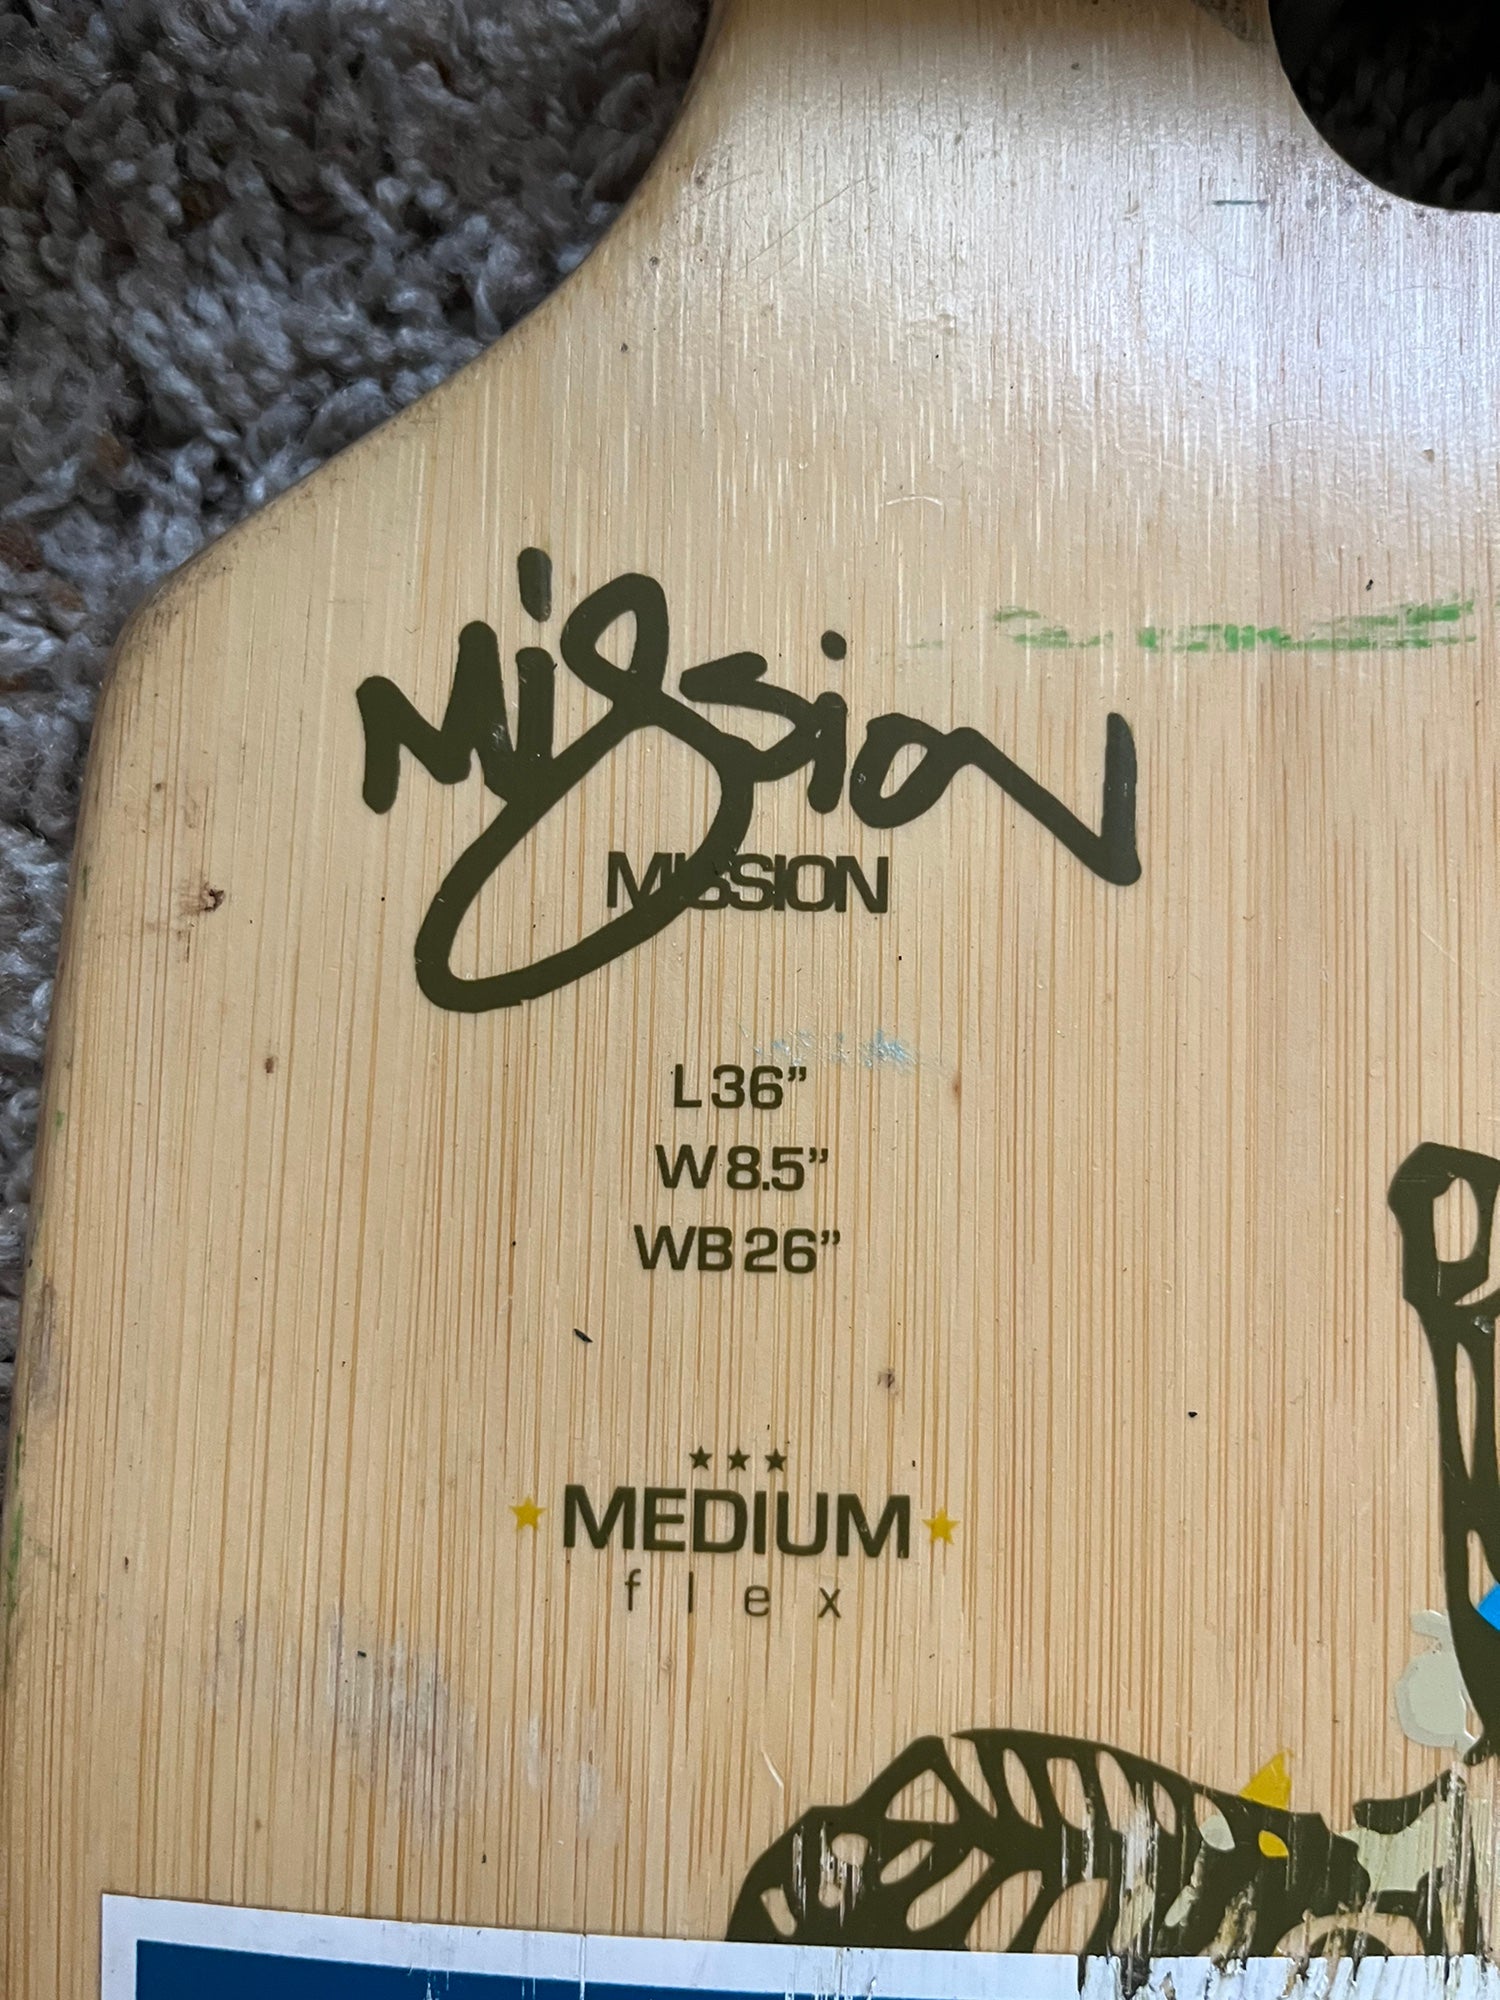 Mission
MISSION
L 36”
W 8.5”
WB 26”
MEDIUM
flex